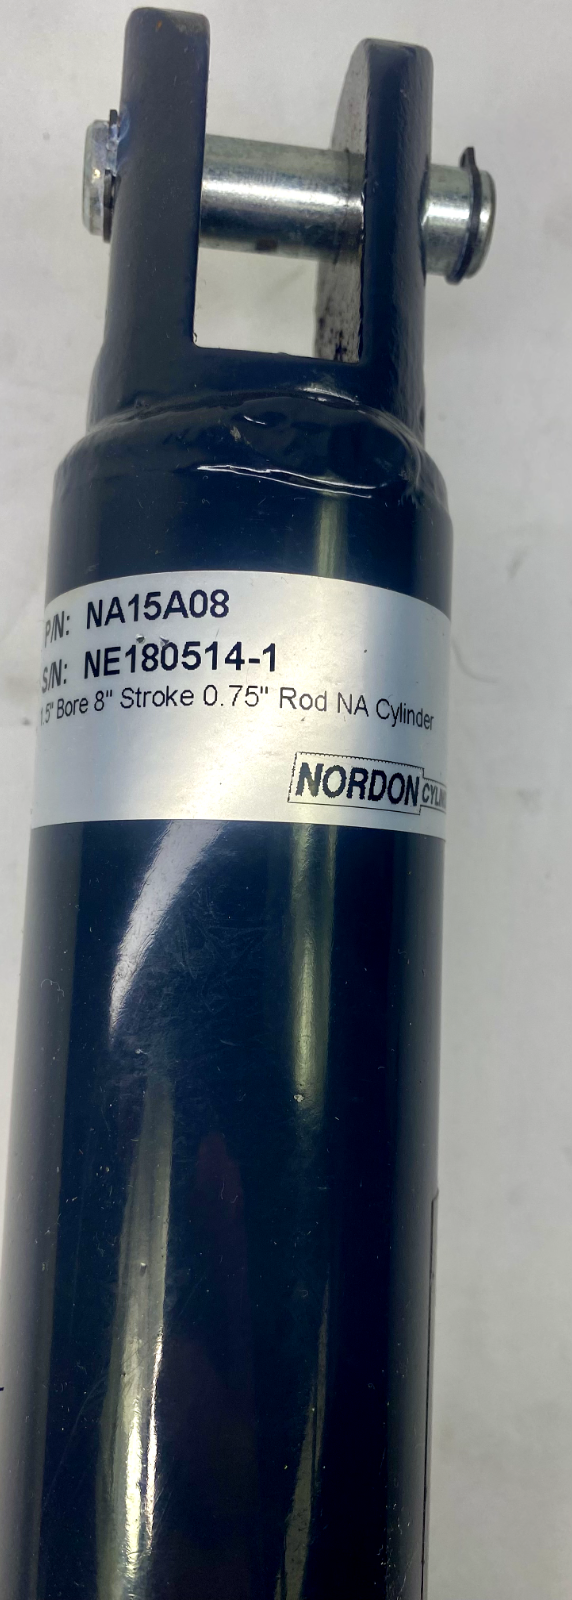 P/N: NA15A08
S/N: NE180514-1
1.5" Bore 8" Stroke 0.75" Rod NA Cylinder
NORDON